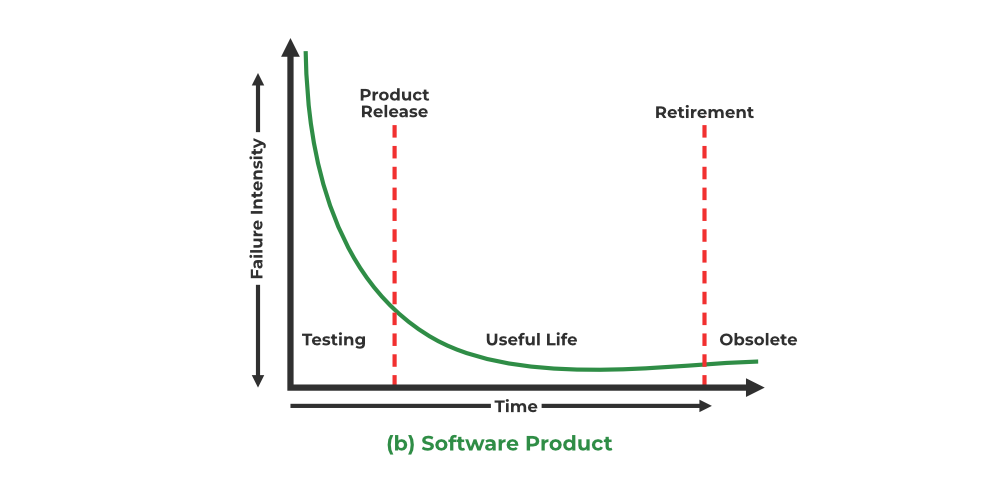 Product
Release
Retirement
Failure Intensity
Testing
Useful Life
Obsolete
Time
(b) Software Product